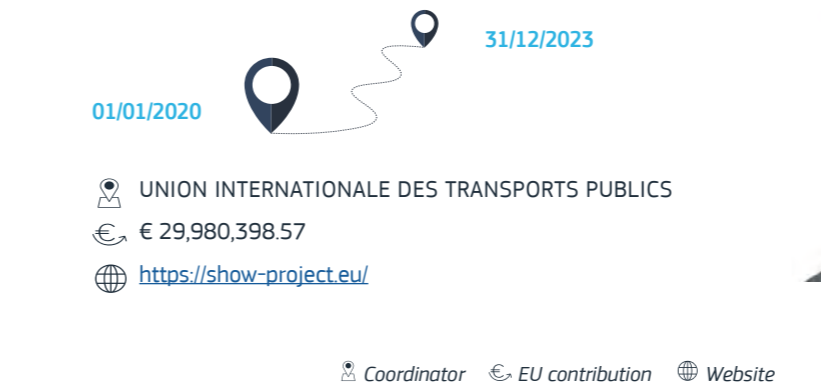 31/12/2023
01/01/2020
UNION INTERNATIONALE DES TRANSPORTS PUBLICS
€ 29,980,398.57
https://show-project.eu/
Coordinator EU contribution Website